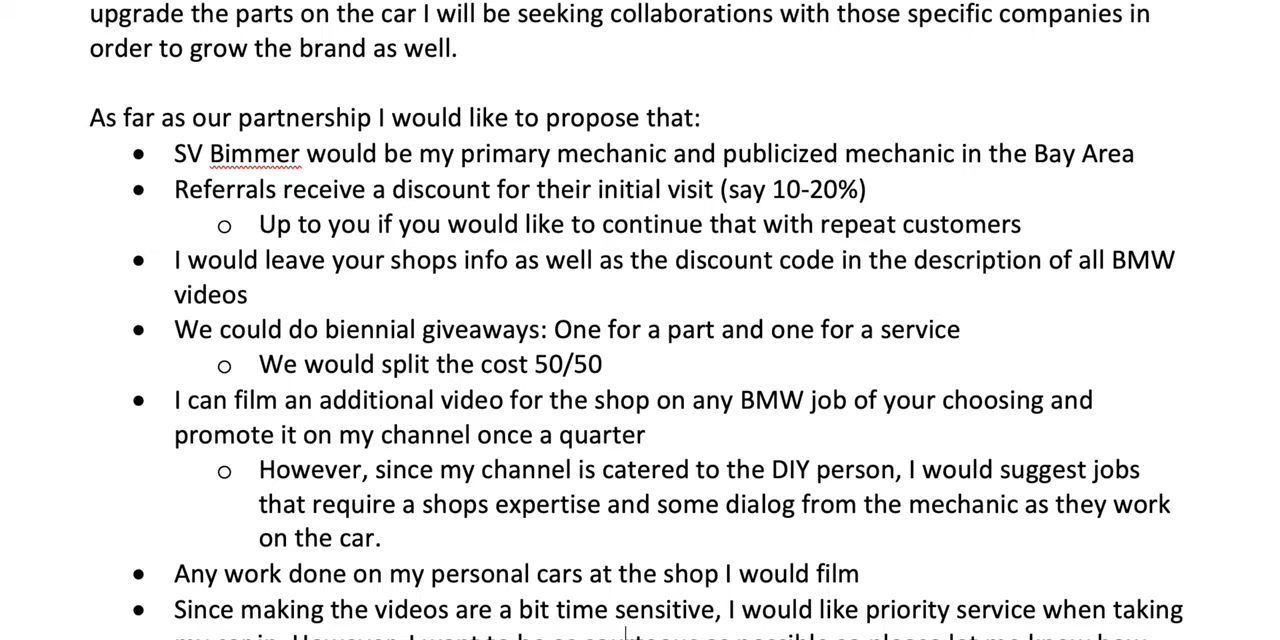 upgrade the parts on the car I will be seeking collaborations with those specific companies in
order to grow the brand as well.
As far as our partnership I would like to propose that:
• SV Bimmer would be my primary mechanic and publicized mechanic in the Bay Area
• Referrals receive a discount for their initial visit (say 10-20%)
o Up to you if you would like to continue that with repeat customers
• I would leave your shops info as well as the discount code in the description of all BMW
videos
• We could do biennial giveaways: One for a part and one for a service
o We would split the cost 50/50
• I can film an additional video for the shop on any BMW job of your choosing and
promote it on my channel once a quarter
o However, since my channel is catered to the DIY person, I would suggest jobs
that require a shops expertise and some dialog from the mechanic as they work
on the car.
• Any work done on my personal cars at the shop I would film
• Since making the videos are a bit time sensitive, I would like priority service when taking